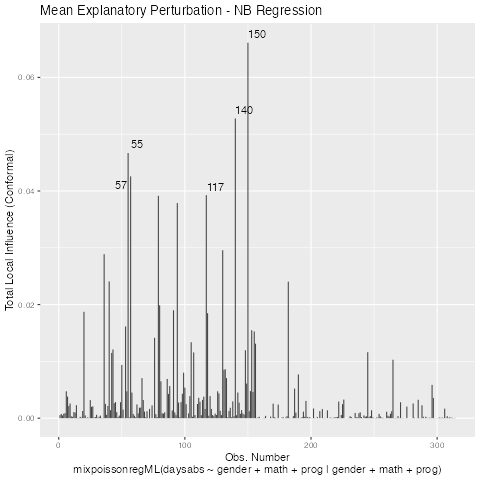 Mean Explanatory Perturbation - NB Regression
150
0.06
140
55
57
117
0.04
0.02
0.00
Total Local Influence (Conformal)
0 100 200 300
Obs. Number
mixpoissonregML(daysabs ~ gender + math + prog | gender + math + prog)